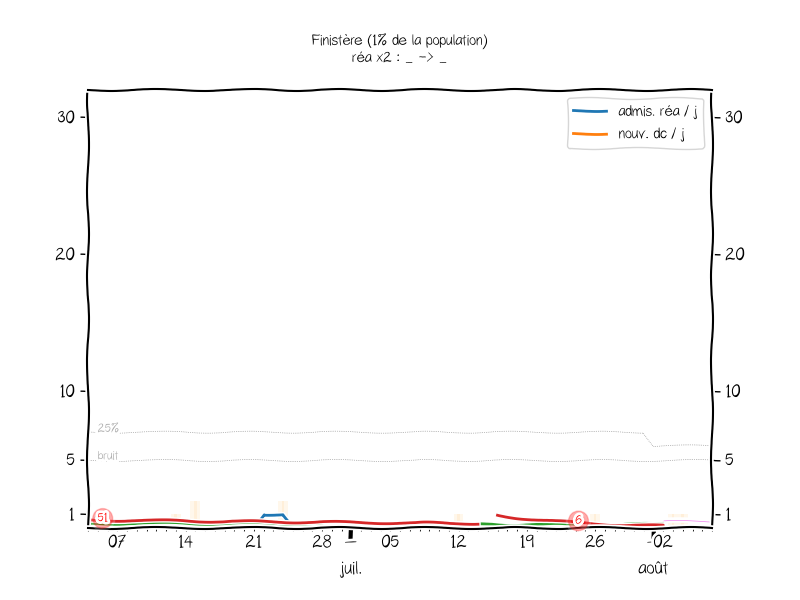 Finistère (1% de la population)
réa x2 : _ -> _
admis. réa / j
nouv. dc / j
30 30
20 20
10 10
25%
5 bruit 5
1 51 6 1
07 14 21 28 05 12 19 26 02
juil. août